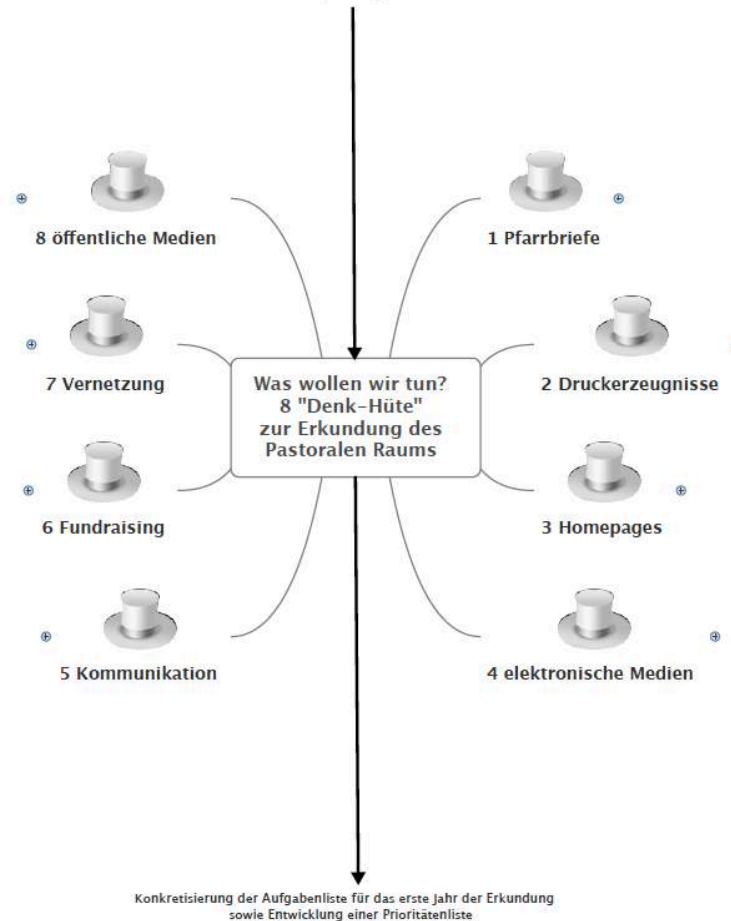 8 öffentliche Medien
1 Pfarrbriefe
7 Vernetzung
2 Druckerzeugnisse
Was wollen wir tun?
8 "Denk-Hüte"
zur Erkundung des
Pastoralen Raums
6 Fundraising
3 Homepages
5 Kommunikation
4 elektronische Medien
Konkretisierung der Aufgabenliste für das erste Jahr der Erkundung
sowie Entwicklung einer Prioritätenliste